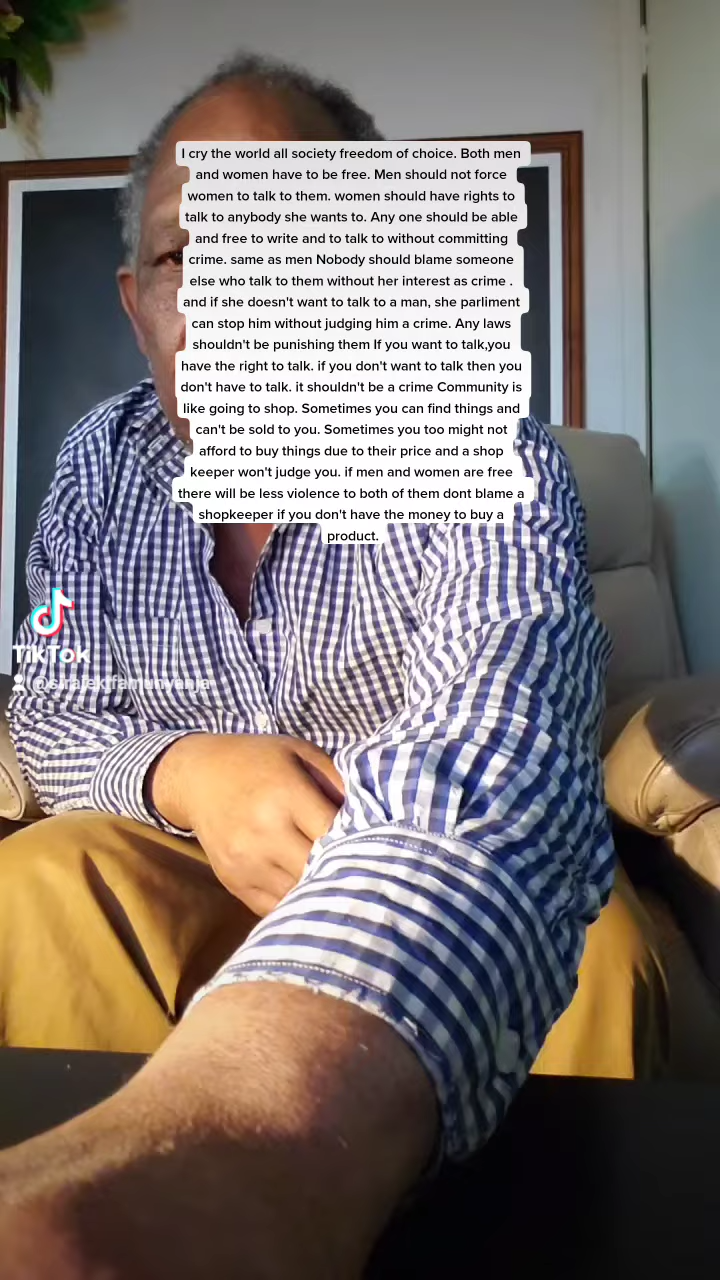 I cry the world all society freedom of choice. Both men
and women have to be free. Men should not force
women to talk to them. women should have rights to
talk to anybody she wants to. Any one should be able
and free to write and to talk to without committing
crime. same as men Nobody should blame someone
else who talk to them without her interest as crime .
and if she doesn't want to talk to a man, she parliment
can stop him without judging him a crime. Any laws
shouldn't be punishing them If you want to talk,you
have the right to talk. if you don't want to talk then you
don't have to talk. it shouldn't be a crime Community is
like going to shop. Sometimes you can find things and
can't be sold to you. Sometimes you too might not
afford to buy things due to their price and a shop
keeper won't judge you. if men and women are free
there will be less violence to both of them dont blame a
shopkeeper if you don't have the money to buy a
product.
TikTok